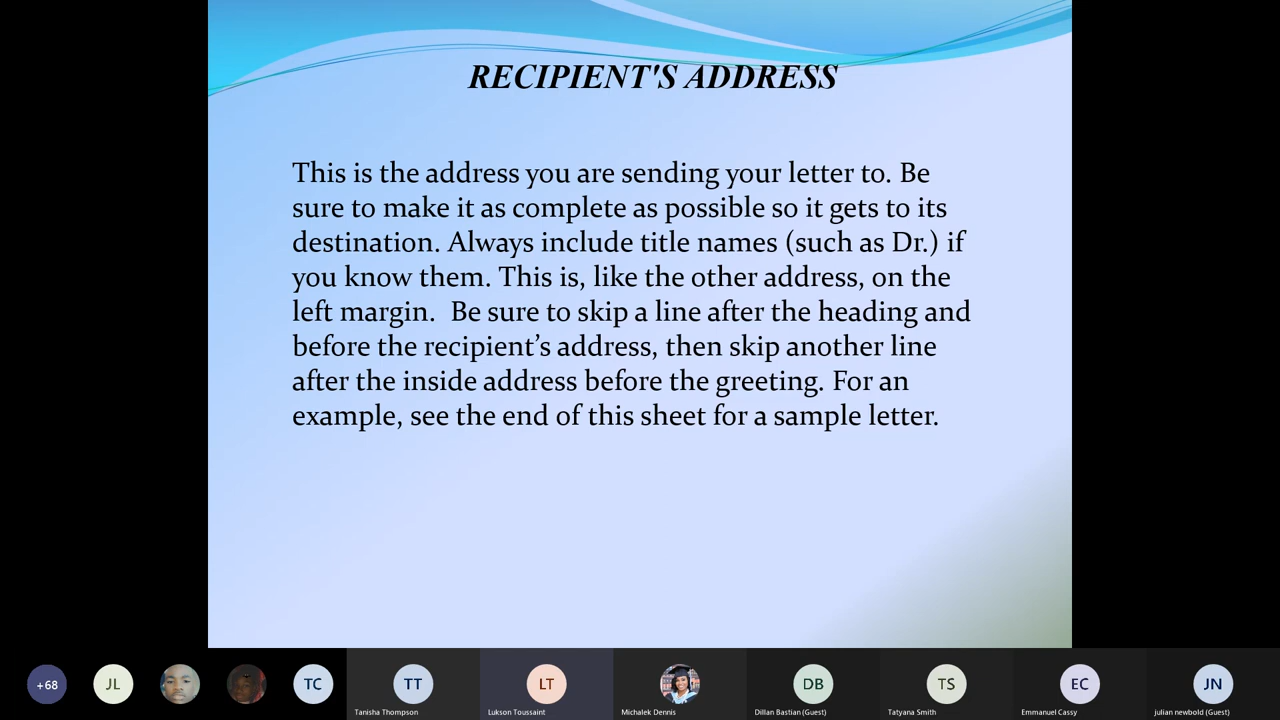 RECIPIENT'S ADDRESS
This is the address you are sending your letter to. Be
sure to make it as complete as possible so it gets to its
destination. Always include title names (such as Dr.) if
you know them. This is, like the other address, on the
left margin.  Be sure to skip a line after the heading and
before the recipient’s address, then skip another line
after the inside address before the greeting. For an
example, see the end of this sheet for a sample letter.
+68
JL
TC
TT
LT
DB
TS
EC
JN
Tanisha Thompson
Lukson Toussaint
Michalek Dennis
Dillan Bastian (Guest)
Tatyana Smith
Emmanuel Cassy
julian newbold (Guest)